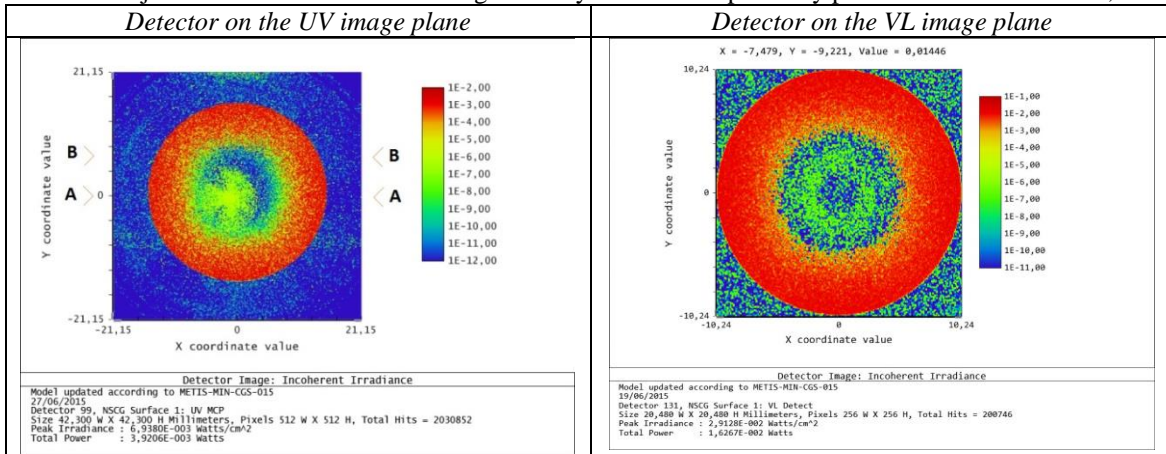 Detector on the UV image plane
21,15
B
A
Y coordinate value
0
-21,15
-21,15
0
21,15
X coordinate value
B
A
1E-2,00
1E-3,00
1E-4,00
1E-5,00
1E-6,00
1E-7,00
1E-8,00
1E-9,00
1E-10,00
1E-11,00
1E-12,00
Detector Image: Incoherent Irradiance
Model updated according to METIS-MIN-CGS-015
27/06/2015
Detector 99, NSCG Surface 1: UV MCP
Size 42,300 W X 42,300 H Millimeters, Pixels 512 W X 512 H, Total Hits = 2030852
Peak Irradiance : 6,9380E-003 Watts/cm^2
Total Power : 3,9206E-003 Watts
Detector on the VL image plane
X = -7,479, Y = -9,221, Value = 0,01446
10,24
Y coordinate value
0
-10,24
-10,24
0
10,24
X coordinate value
1E-1,00
1E-2,00
1E-3,00
1E-4,00
1E-5,00
1E-6,00
1E-7,00
1E-8,00
1E-9,00
1E-10,00
1E-11,00
Detector Image: Incoherent Irradiance
Model updated according to METIS-MIN-CGS-015
19/06/2015
Detector 131, NSCG Surface 1: VL Detect
Size 20,480 W X 20,480 H Millimeters, Pixels 256 W X 256 H, Total Hits = 200746
Peak Irradiance : 2,9128E-002 Watts/cm^2
Total Power : 1,6267E-002 Watts